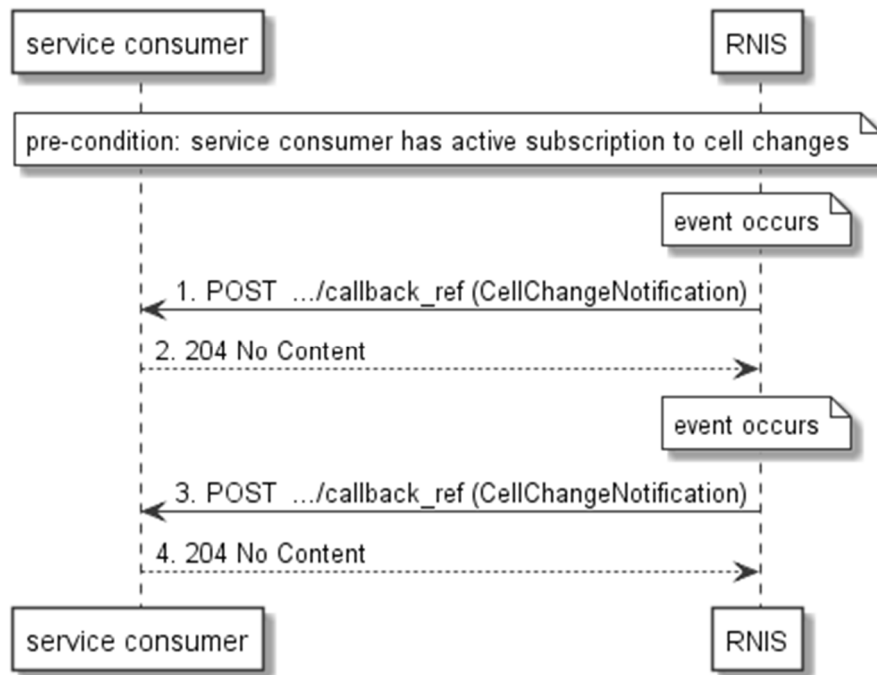 service consumer
RNIS
pre-condition: service consumer has active subscription to cell changes
event occurs
1. POST  .../callback_ref (CellChangeNotification)
2. 204 No Content
event occurs
3. POST  .../callback_ref (CellChangeNotification)
4. 204 No Content
service consumer
RNIS